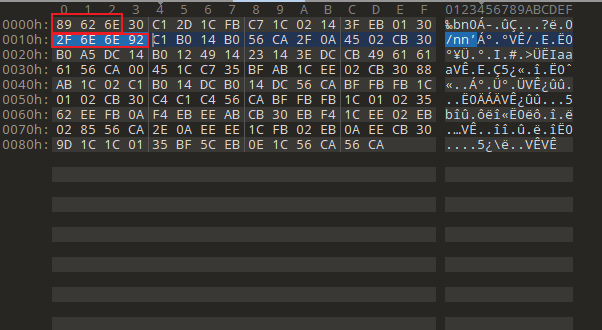 0 1 2 3 4 5 6 7 8 9 A B C D E F 0123456789ABCDEF
0000h: 89 62 6E 30 C1 2D 1C FB C7 1C 02 14 3F EB 01 30 ‰bn0Á-.ûÇ...?ë.0
0010h: 2F 6E 6E 92 C1 B0 14 B0 56 CA 2F 0A 45 02 CB 30 /nn’Á°.°VÊ/.E.Ë0
0020h: B0 A5 DC 14 B0 12 49 14 23 14 3E DC CB 49 61 61 °¥Ü.°.I.#.>ÜËIaa
0030h: 61 56 CA 00 45 1C C7 35 BF AB 1C EE 02 CB 30 88 aVÊ.E.Ç5¿«.î.Ë0ˆ
0040h: AB 1C 02 C1 B0 14 DC B0 14 DC 56 CA BF FB FB 1C «..Á°.Ü°.ÜVÊ¿ûû.
0050h: 01 02 CB 30 C4 C1 C4 56 CA BF FB FB 1C 01 02 35 ..Ë0ÄÁÄVÊ¿ûû...5
0060h: 62 EE FB 0A F4 EB EE AB CB 30 EB F4 1C EE 02 EB bîû.ôëî«Ë0ëô.î.ë
0070h: 02 85 56 CA 2E 0A EE EE 1C FB 02 EB 0A EE CB 30 .…VÊ..îî.û.ë.îË0
0080h: 9D 1C 1C 01 35 BF 5C EB 0E 1C 56 CA 56 CA ....5¿\ë..VÊVÊ